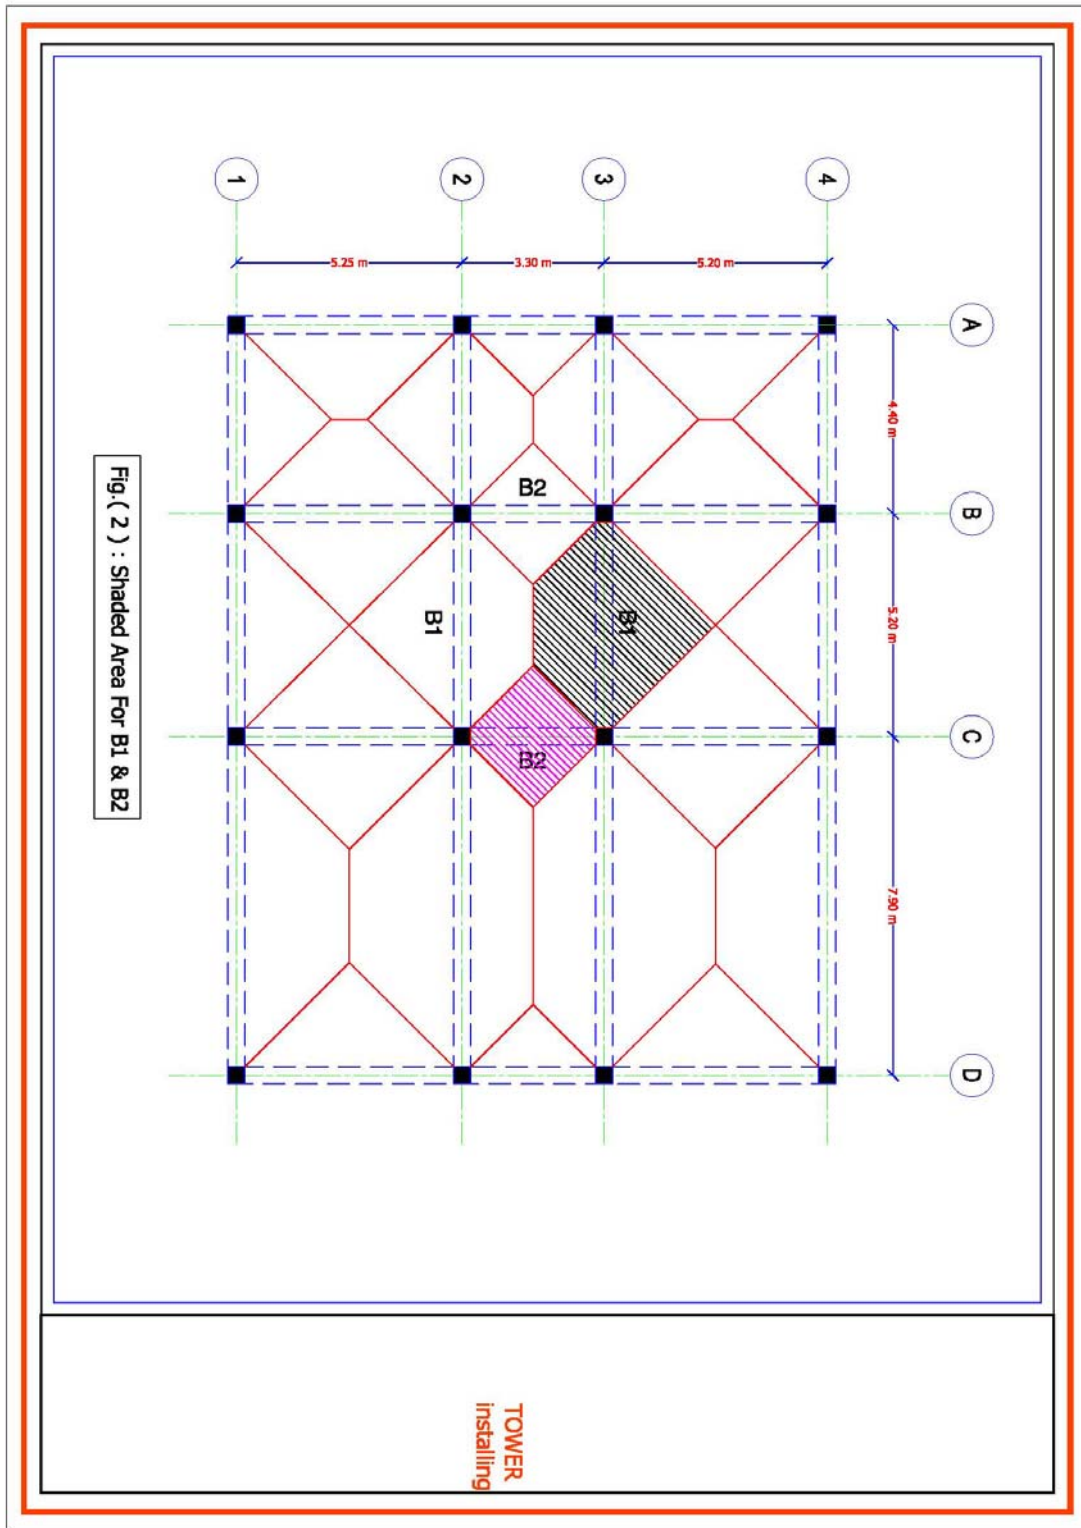 1
2
3
4
5.25 m
3.30 m
5.20 m
A
B
C
D
4.40 m
5.20 m
7.90 m
B2
B1
B1
B2
Fig.( 2 ) : Shaded Area For B1 & B2
TOWER
installing